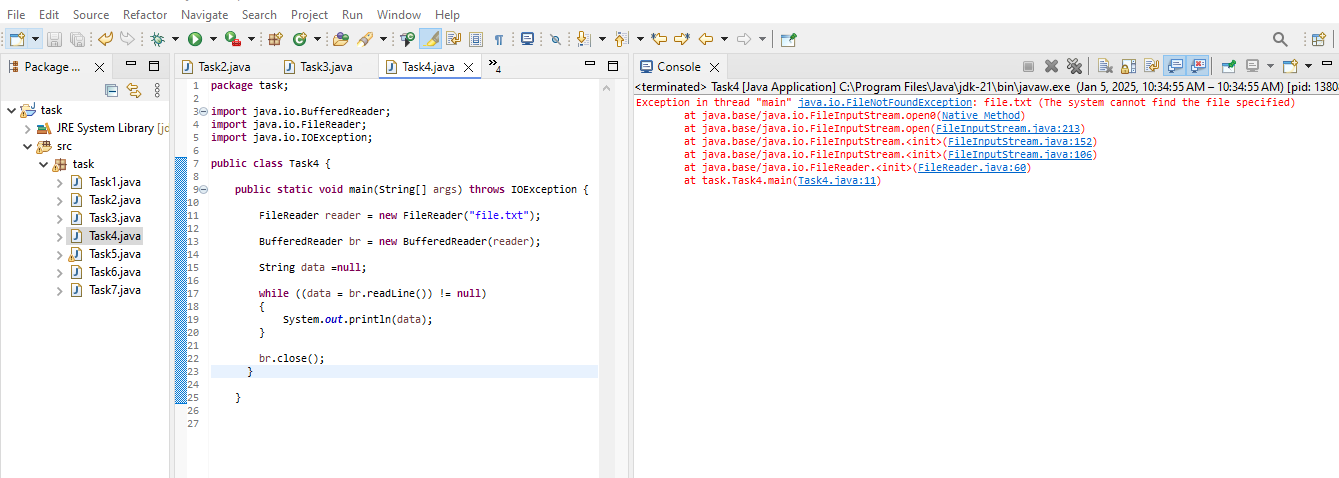 File Edit Source Refactor Navigate Search Project Run Window Help
Package ...
task
JRE System Library [jd
src
task
Task1.java
Task2.java
Task3.java
Task4.java
Task5.java
Task6.java
Task7.java
Task2.java Task3.java Task4.java »4
1 package task;
2
3 import java.io.BufferedReader;
4 import java.io.FileReader;
5 import java.io.IOException;
6
7 public class Task4 {
8
9 public static void main(String[] args) throws IOException {
10
11 FileReader reader = new FileReader("file.txt");
12
13 BufferedReader br = new BufferedReader(reader);
14
15 String data =null;
16
17 while ((data = br.readLine()) != null)
18 {
19 System.out.println(data);
20 }
21
22 br.close();
23 }
24
25 }
26
27
Console
<terminated> Task4 [Java Application] C:\Program Files\Java\jdk-21\bin\javaw.exe (Jan 5, 2025, 10:34:55 AM – 10:34:55 AM) [pid: 1380
Exception in thread "main" java.io.FileNotFoundException: file.txt (The system cannot find the file specified)
at java.base/java.io.FileInputStream.open0(Native Method)
at java.base/java.io.FileInputStream.open(FileInputStream.java:213)
at java.base/java.io.FileInputStream.<init>(FileInputStream.java:152)
at java.base/java.io.FileInputStream.<init>(FileInputStream.java:106)
at java.base/java.io.FileReader.<init>(FileReader.java:60)
at task.Task4.main(Task4.java:11)